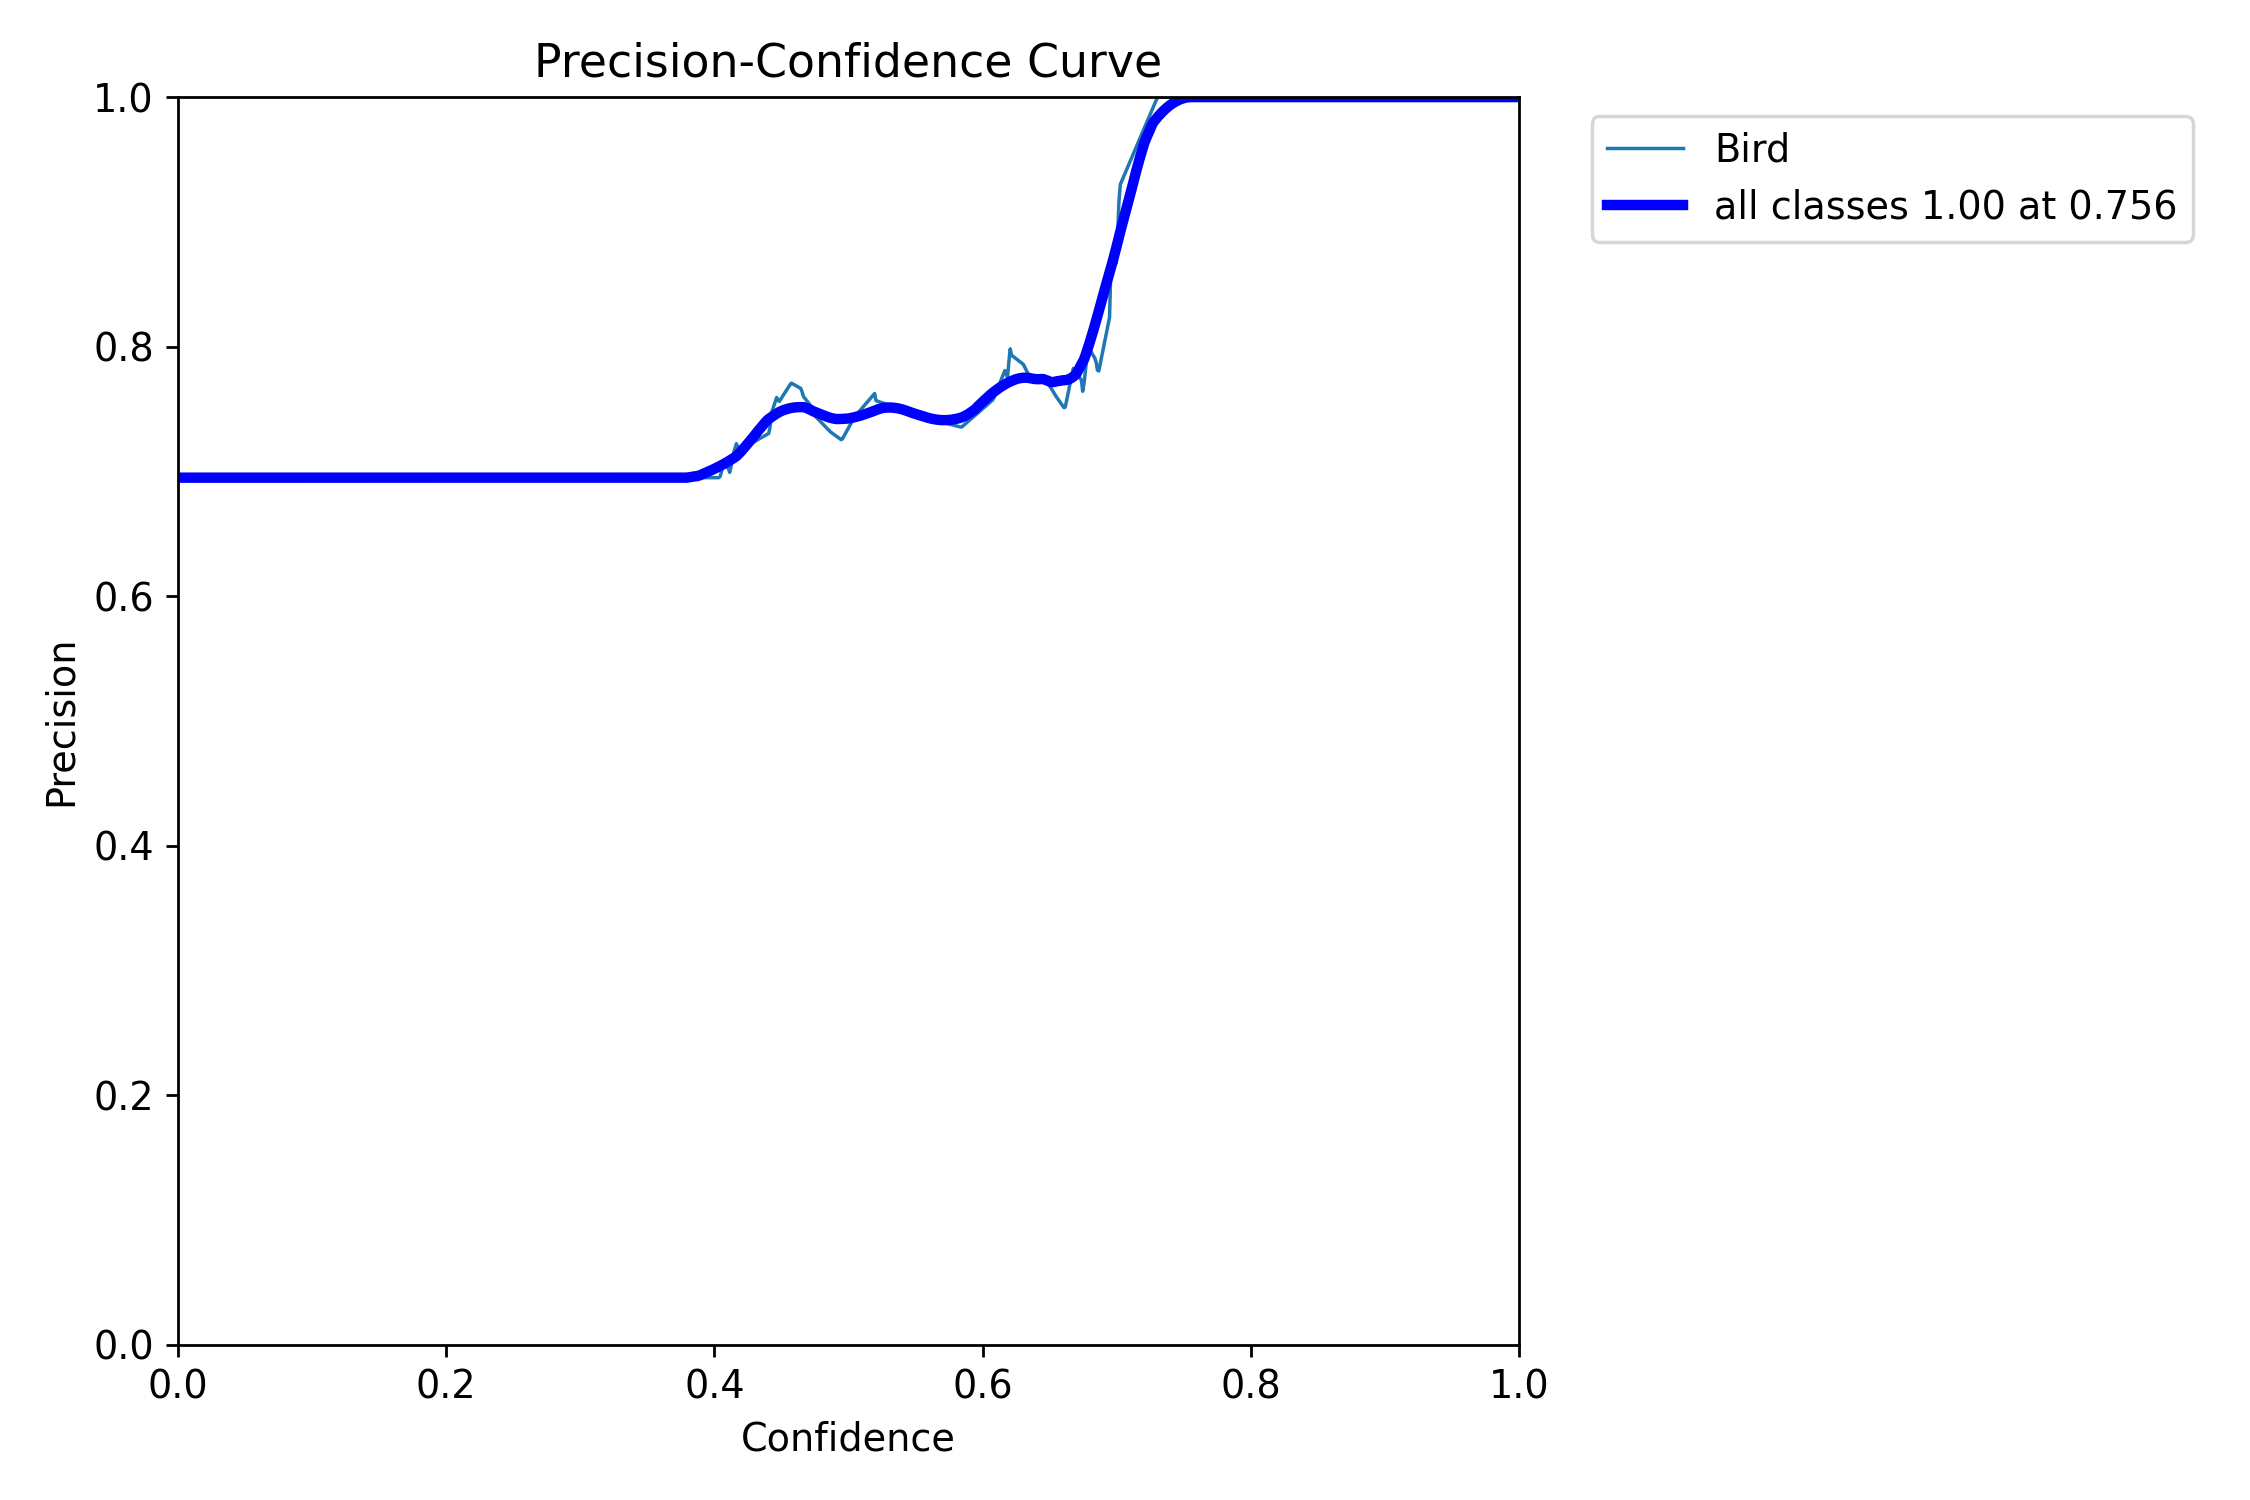 Precision-Confidence Curve
Bird
all classes 1.00 at 0.756
1.0
0.8
0.6
0.4
0.2
0.0
Precision
0.0 0.2 0.4 0.6 0.8 1.0
Confidence